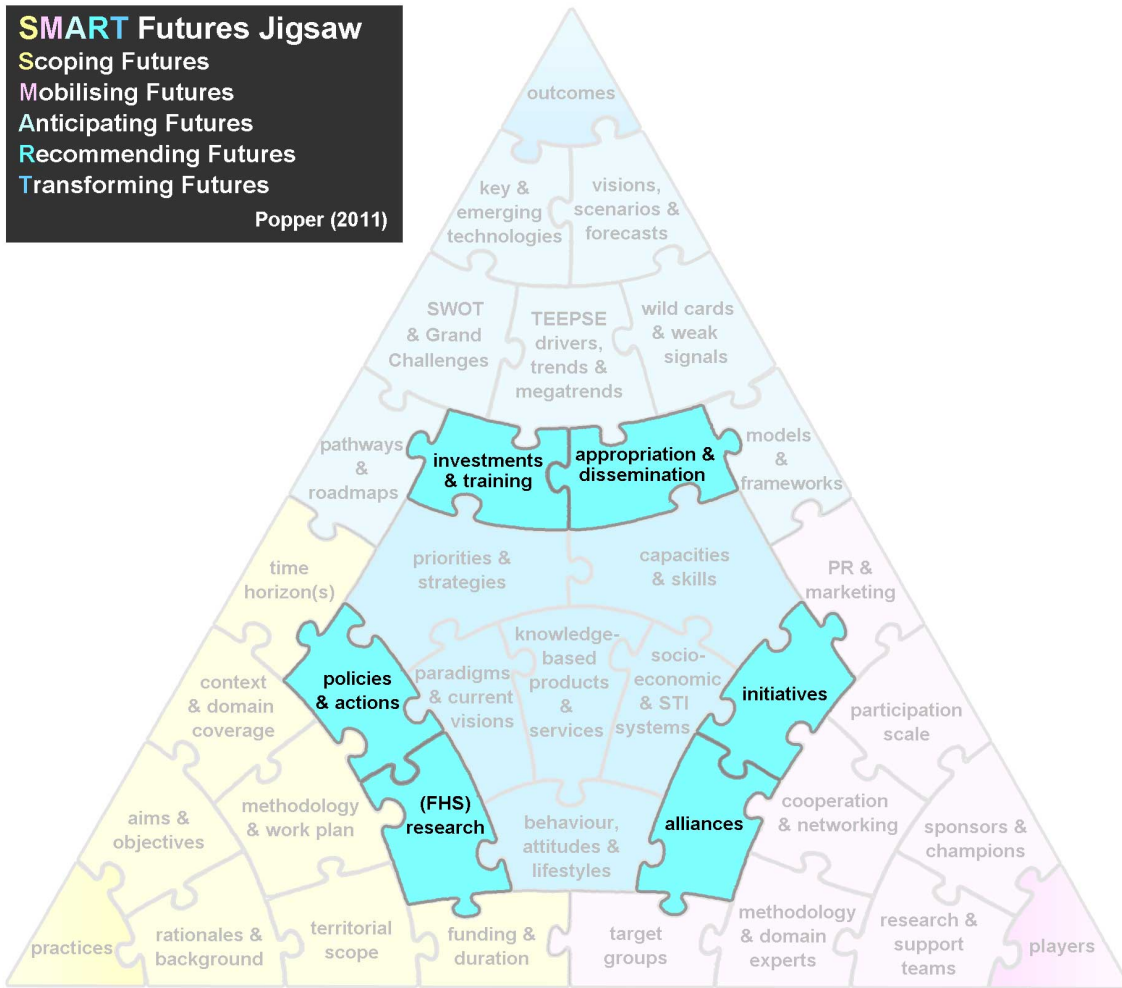 SMART Futures Jigsaw
Scoping Futures
Mobilising Futures
Anticipating Futures
Recommending Futures
Transforming Futures
Popper (2011)
outcomes
key &
emerging
technologies
visions,
scenarios &
forecasts
SWOT
& Grand
Challenges
TEEPSE
drivers,
trends &
megatrends
wild cards
& weak
signals
pathways
&
roadmaps
investments
& training
appropriation &
dissemination
models
&
frameworks
time
horizon(s)
priorities &
strategies
capacities
& skills
PR &
marketing
context
& domain
coverage
policies
& actions
paradigms
& current
visions
knowledge-
based
products
&
services
socio-
economic
& STI
systems
initiatives
participation
scale
aims &
objectives
methodology
& work plan
(FHS)
research
behaviour,
attitudes &
lifestyles
alliances
cooperation
& networking
sponsors &
champions
practices
rationales &
background
territorial
scope
funding &
duration
target
groups
methodology
& domain
experts
research &
support
teams
players